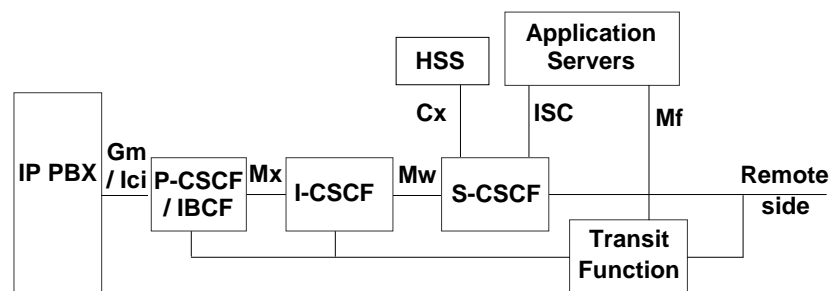 Application
Servers
HSS
Cx
ISC
Mf
IP PBX
Gm
/ Ici
P-CSCF
/ IBCF
Mx
I-CSCF
Mw
S-CSCF
Remote
side
Transit
Function